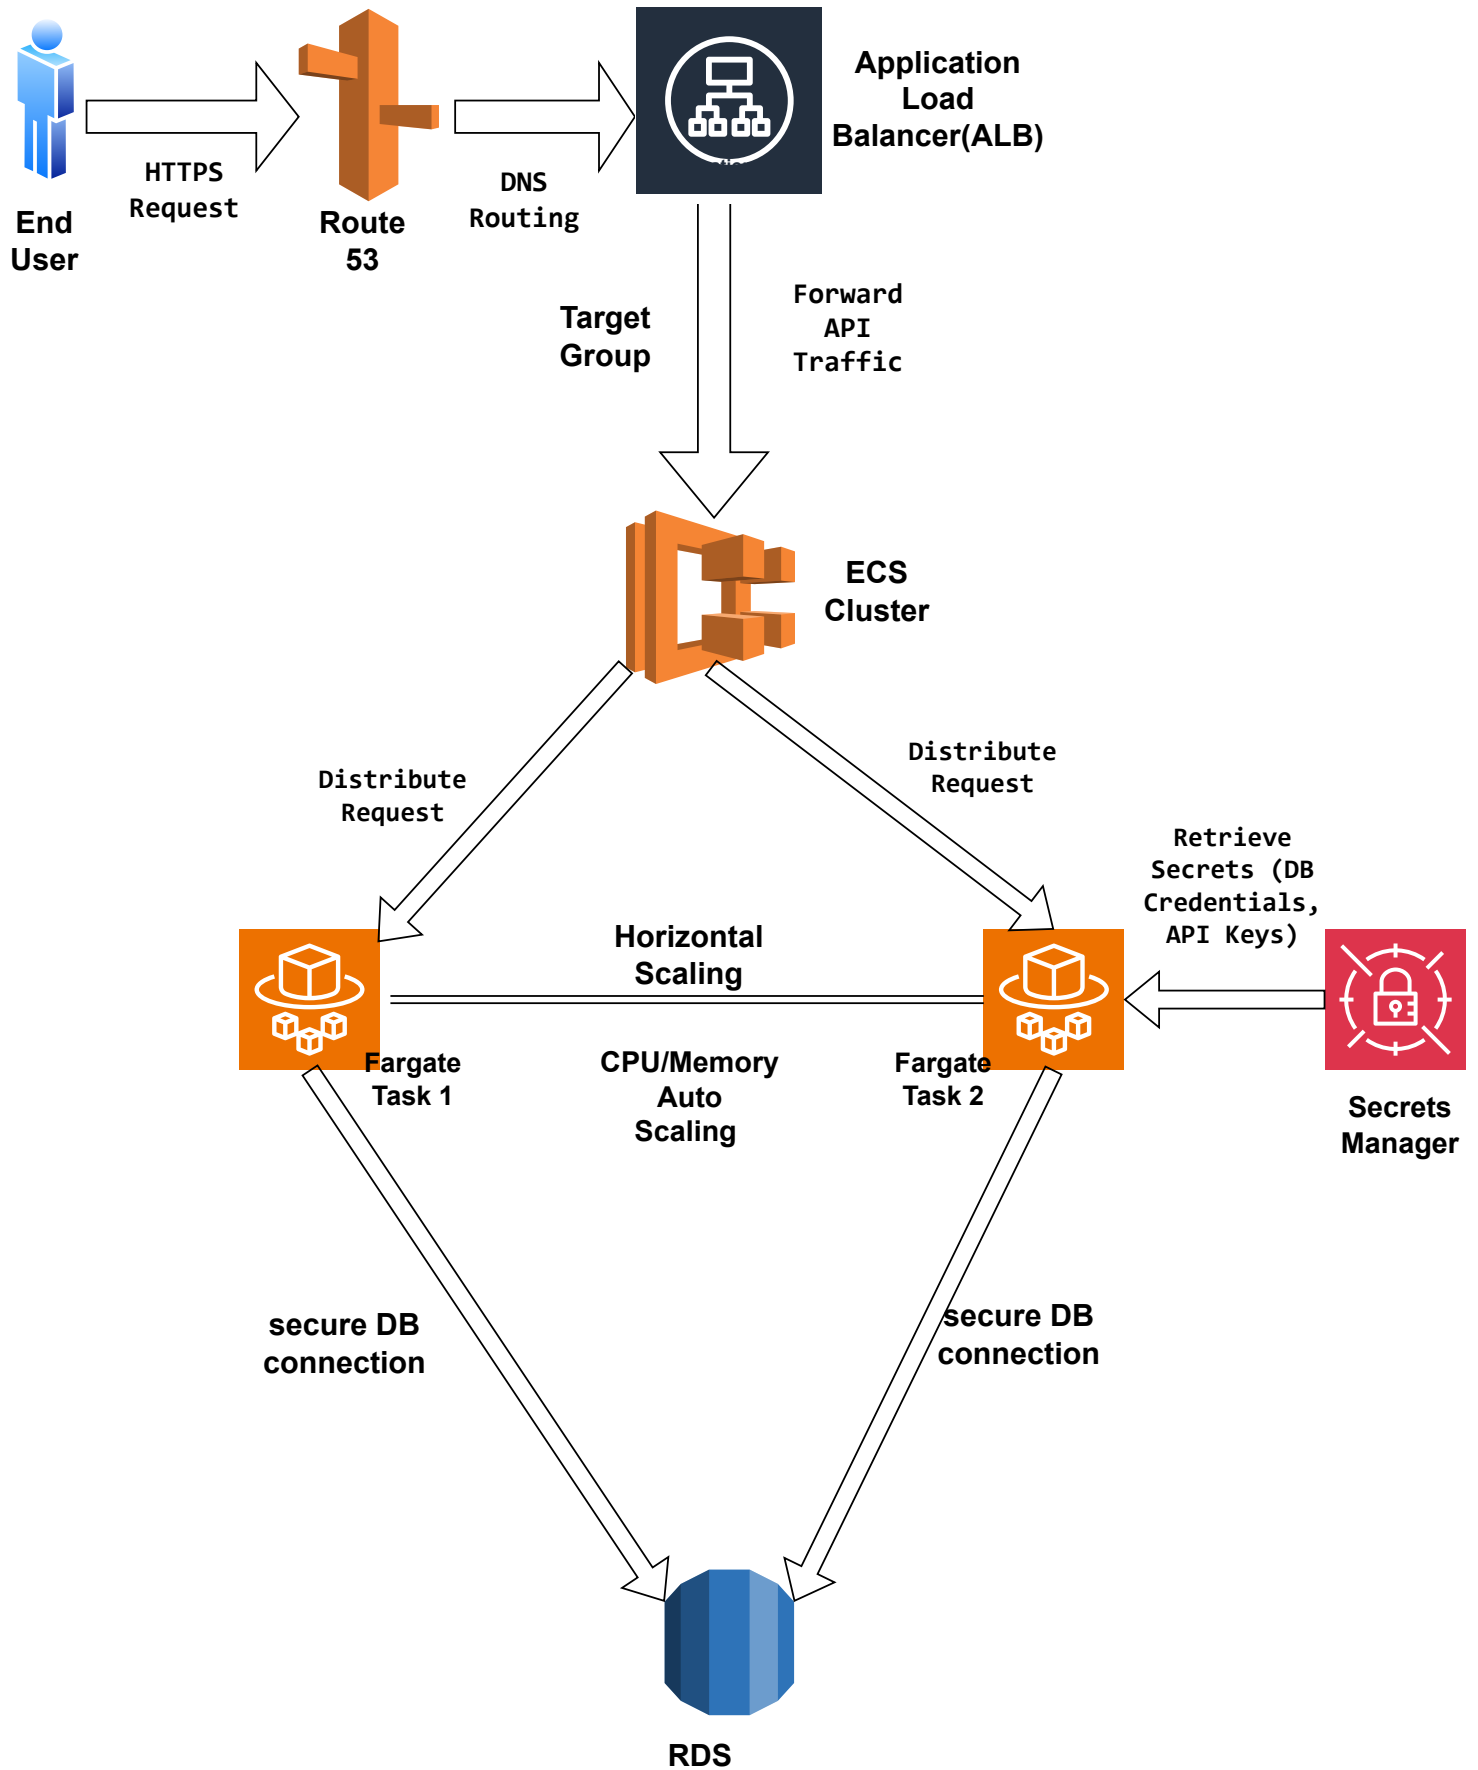 End
User
HTTPS
Request
Route
53
DNS
Routing
Application
Load
Balancer(ALB)
Target
Group
Forward
API
Traffic
ECS
Cluster
Distribute
Request
Distribute
Request
Retrieve
Secrets (DB
Credentials,
API Keys)
Horizontal
Scaling
Fargate
Task 1
CPU/Memory
Auto
Scaling
Fargate
Task 2
Secrets
Manager
secure DB
connection
secure DB
connection
RDS